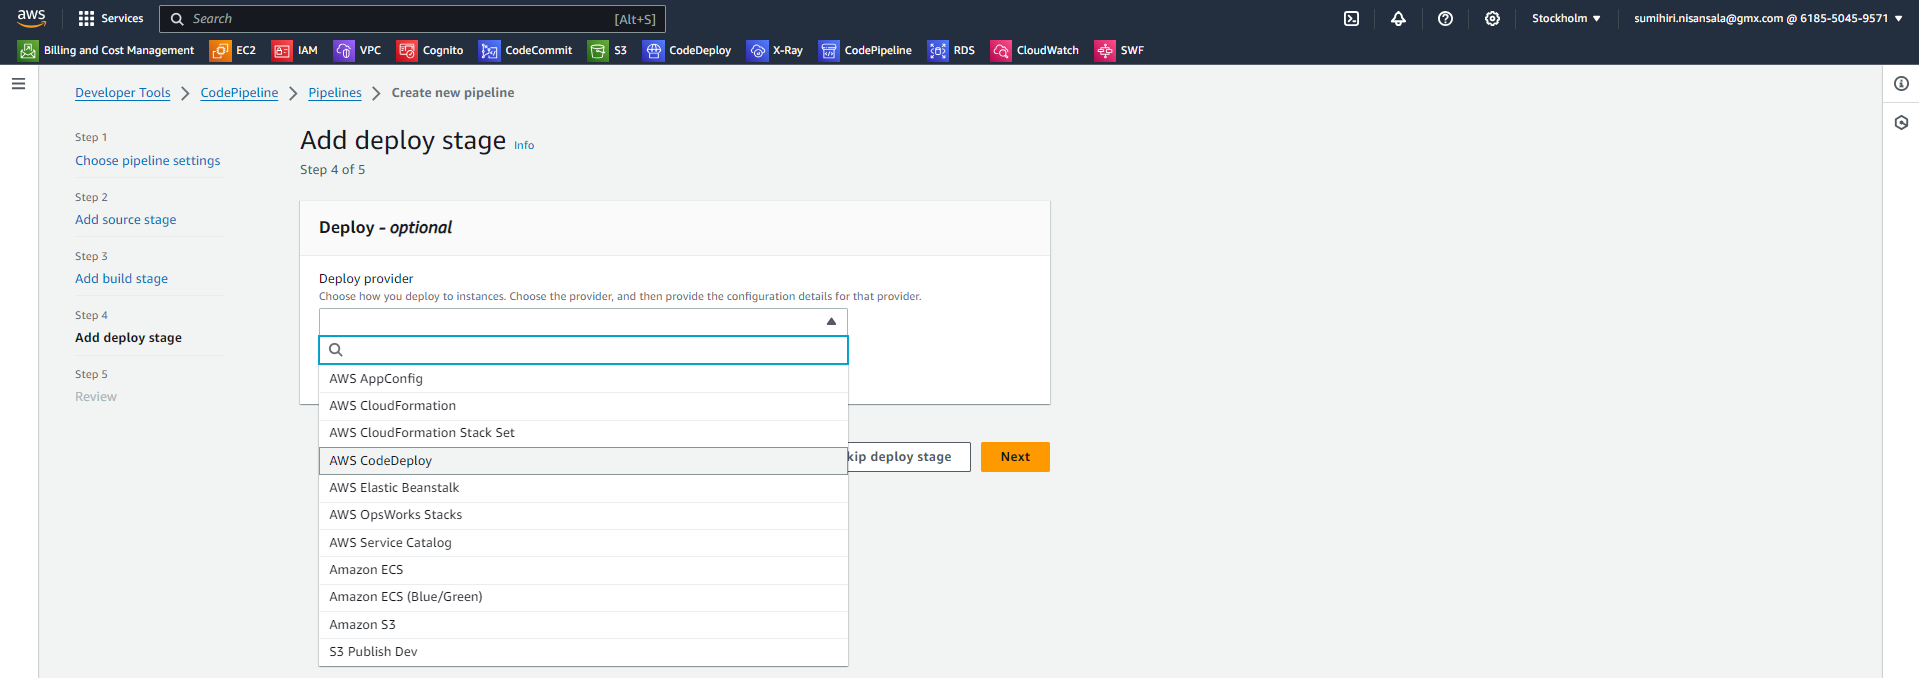 aws Services Search [Alt+S] Stockholm ▼ sumihiri.nisansala@gmx.com @ 6185-5045-9571 ▼
Billing and Cost Management EC2 IAM VPC Cognito CodeCommit S3 CodeDeploy X-Ray CodePipeline RDS CloudWatch SWF
Developer Tools > CodePipeline > Pipelines > Create new pipeline
Step 1
Choose pipeline settings
Step 2
Add source stage
Step 3
Add build stage
Step 4
Add deploy stage
Step 5
Review
Add deploy stage Info
Step 4 of 5
Deploy - optional
Deploy provider
Choose how you deploy to instances. Choose the provider, and then provide the configuration details for that provider.
AWS AppConfig
AWS CloudFormation
AWS CloudFormation Stack Set
AWS CodeDeploy
AWS Elastic Beanstalk
AWS OpsWorks Stacks
AWS Service Catalog
Amazon ECS
Amazon ECS (Blue/Green)
Amazon S3
S3 Publish Dev
kip deploy stage
Next